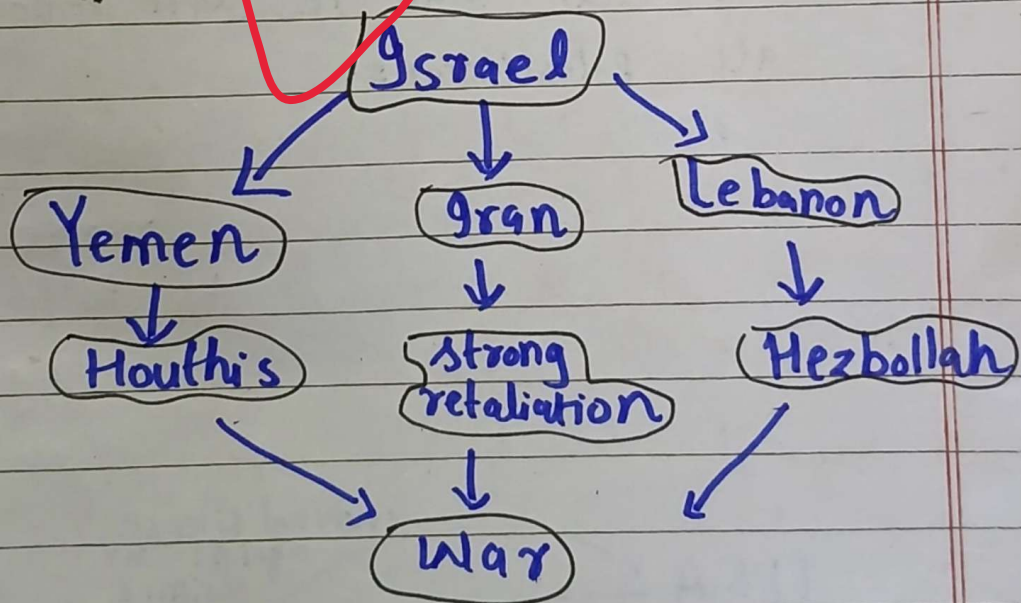 Israel
Yemen
Iran
Lebanon
Houthis
strong
retaliation
Hezbollah
War